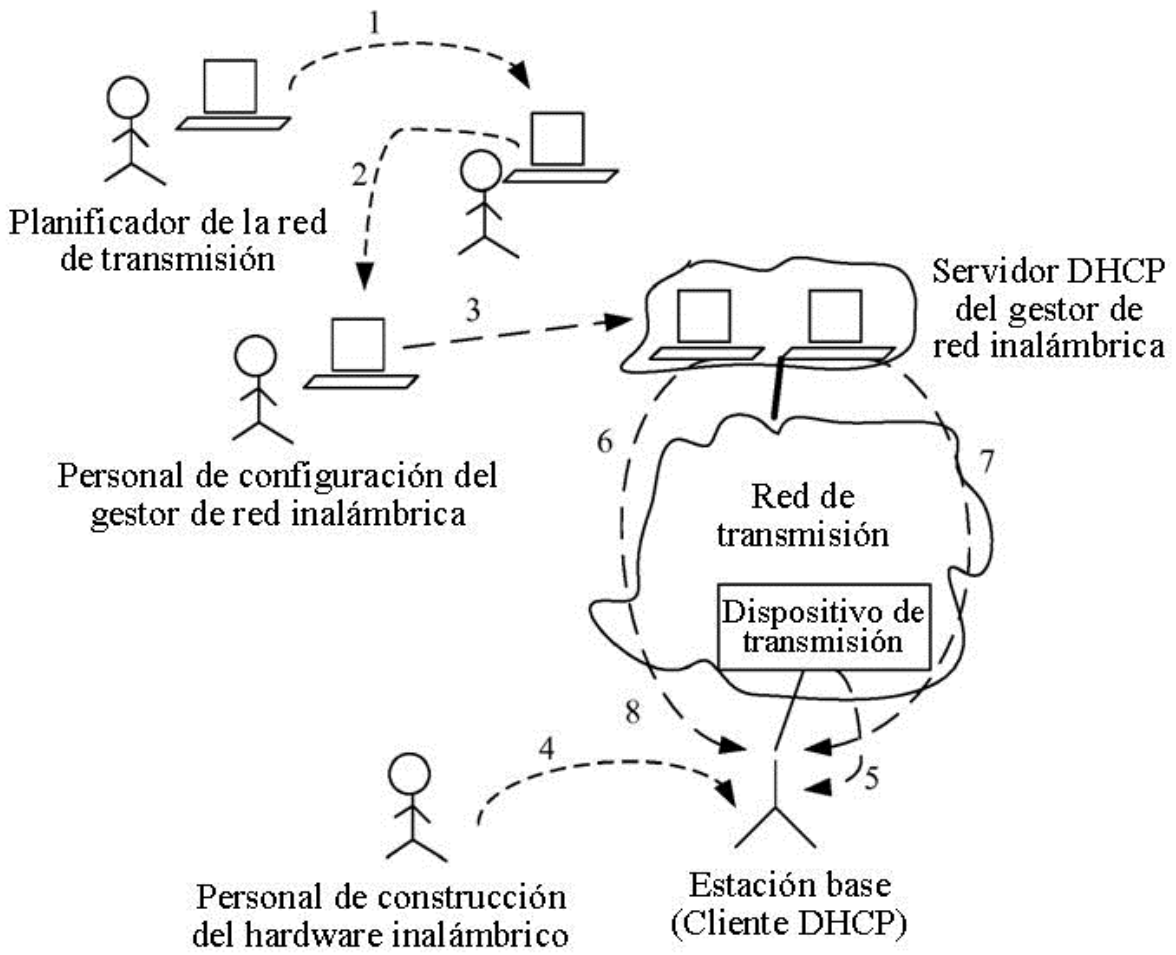 1
2
Planificador de la red
de transmisión
Servidor DHCP
del gestor de
red inalámbrica
3
Personal de configuración del
gestor de red inalámbrica
6
7
Red de
transmisión
Dispositivo de
transmisión
8
4
5
Personal de construcción
del hardware inalámbrico
Estación base
(Cliente DHCP)